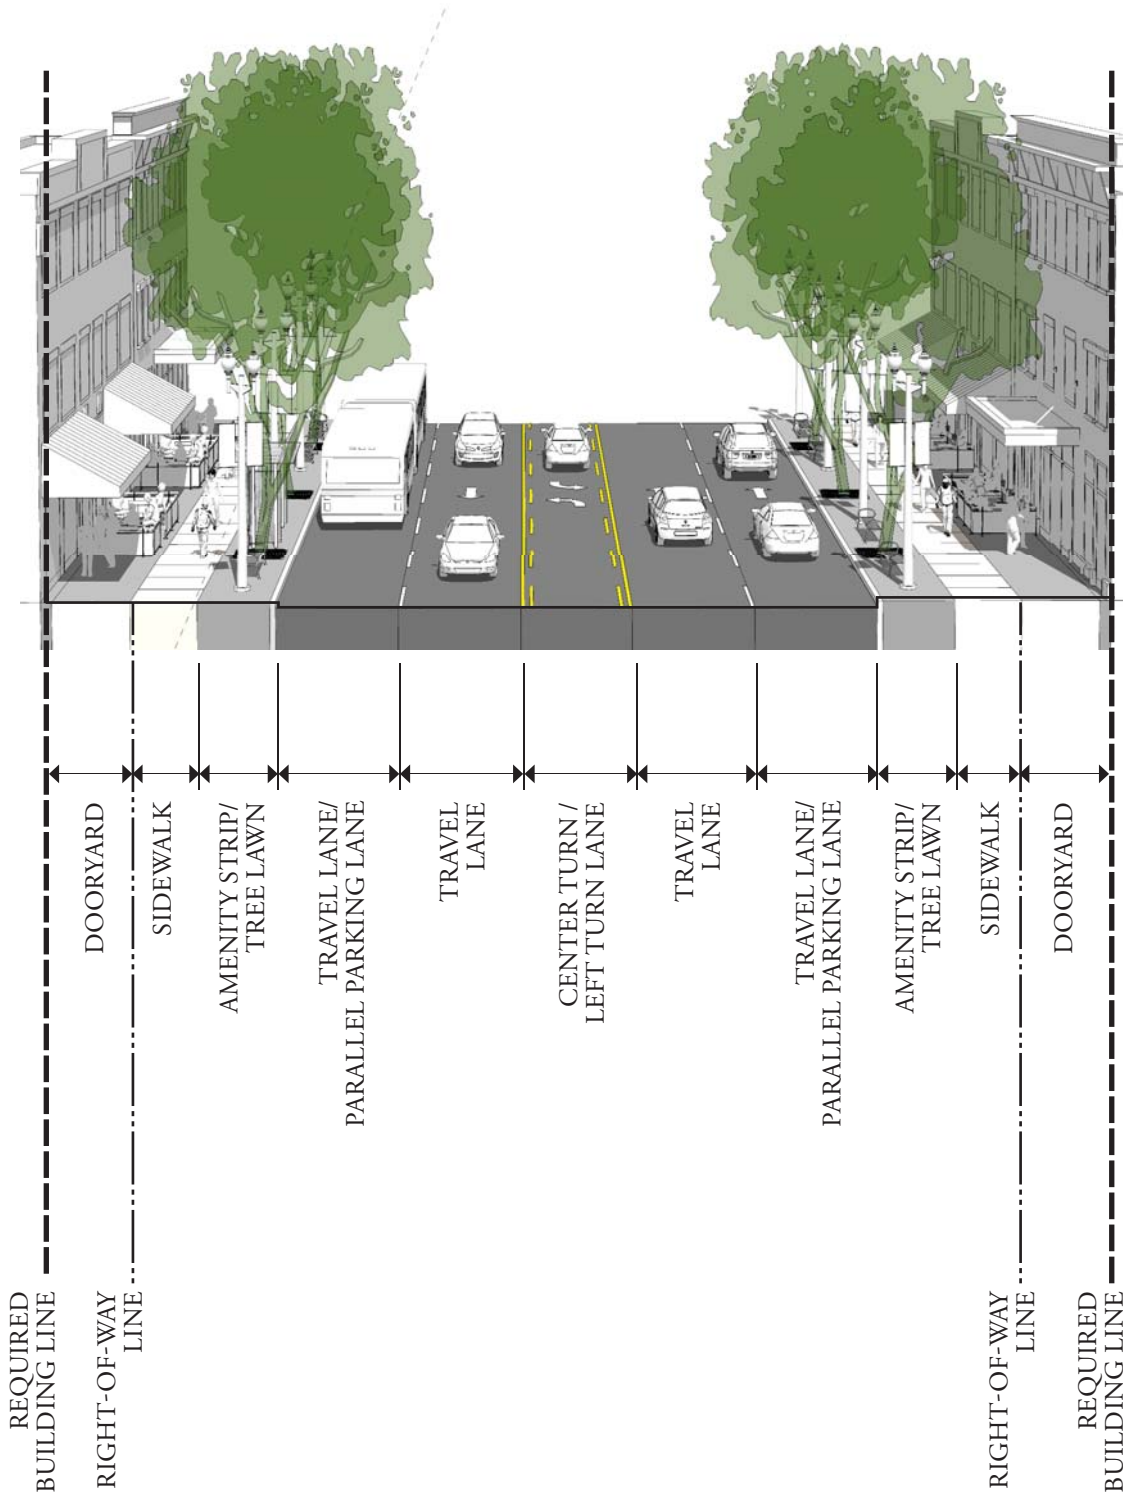 DOORYARD
SIDEWALK
AMENITY STRIP/
TREE LAWN
TRAVEL LANE/
PARALLEL PARKING LANE
TRAVEL
LANE
CENTER TURN /
LEFT TURN LANE
TRAVEL
LANE
TRAVEL LANE/
PARALLEL PARKING LANE
AMENITY STRIP/
TREE LAWN
SIDEWALK
DOORYARD
REQUIRED
BUILDING LINE
RIGHT-OF-WAY
LINE
RIGHT-OF-WAY
LINE
REQUIRED
BUILDING LINE